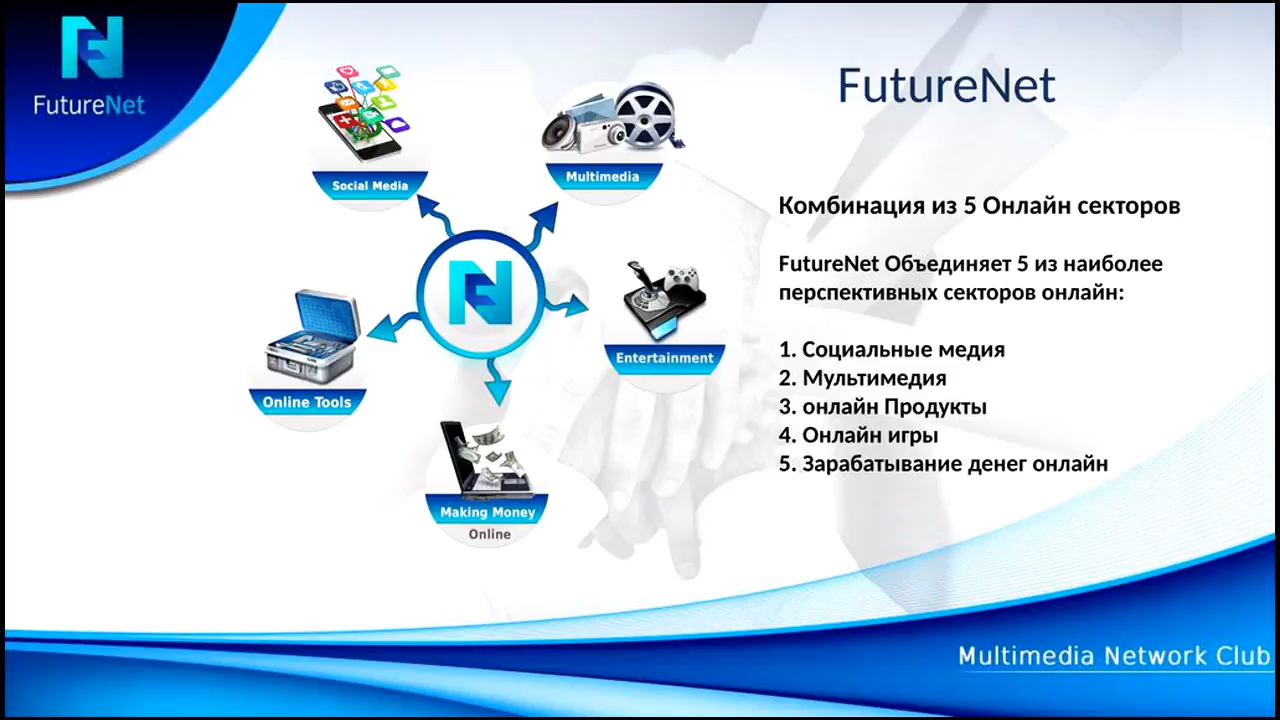 FutureNet
FutureNet
Social Media
Multimedia
Entertainment
Online Tools
Making Money
Online
Комбинация из 5 Онлайн секторов
FutureNet Объединяет 5 из наиболее
перспективных секторов онлайн:
1. Социальные медия
2. Мультимедия
3. онлайн Продукты
4. Онлайн игры
5. Зарабатывание денег онлайн
Multimedia Network Club